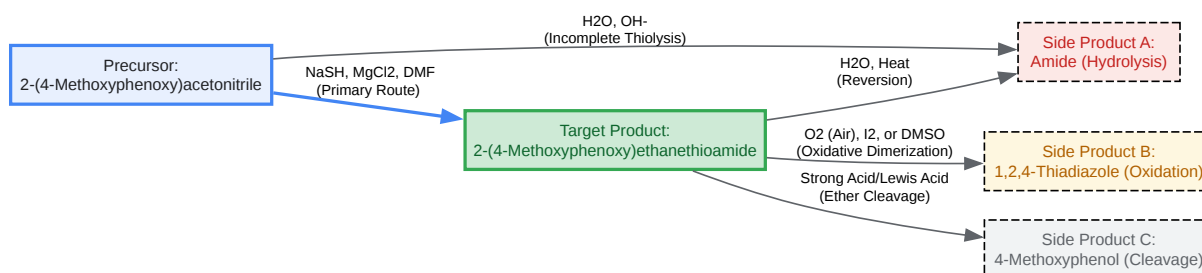 H2O, OH-
(Incomplete Thiolysis)
Precursor:
2-(4-Methoxyphenoxy)acetonitrile
NaSH, MgCl2, DMF
(Primary Route)
Side Product A:
Amide (Hydrolysis)
H2O, Heat
(Reversion)
Target Product:
2-(4-Methoxyphenoxy)ethanethioamide
O2 (Air), I2, or DMSO
(Oxidative Dimerization)
Side Product B:
1,2,4-Thiadiazole (Oxidation)
Strong Acid/Lewis Acid
(Ether Cleavage)
Side Product C:
4-Methoxyphenol (Cleavage)